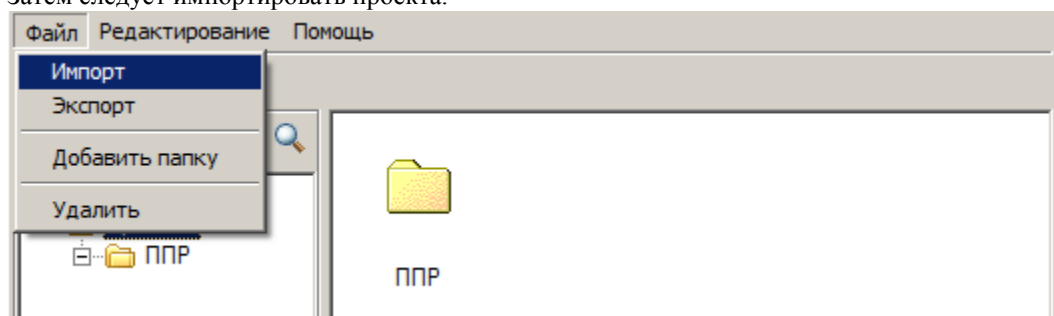 Затем следует импортировать проекта.
Файл Редактирование Помощь
Импорт
Экспорт
Добавить папку
Удалить
ППР
ППР